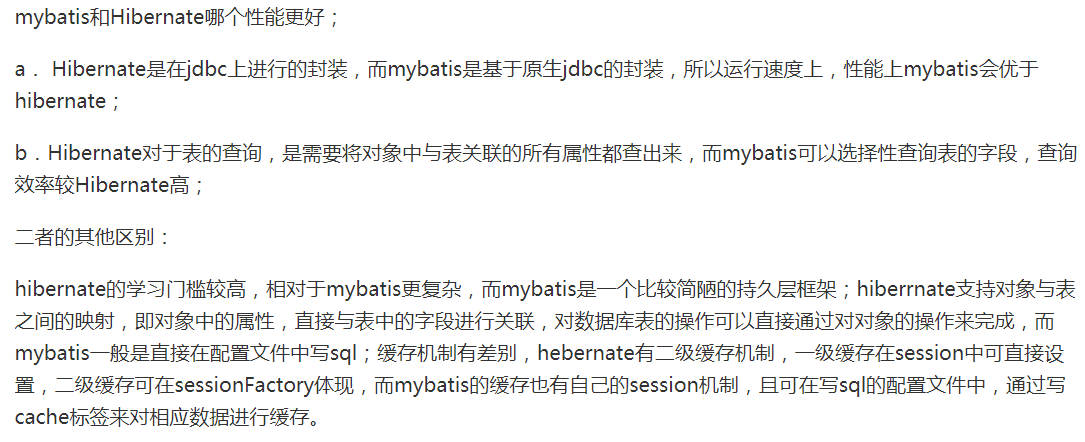 mybatis和Hibernate哪个性能更好；
a． Hibernate是在jdbc上进行的封装，而mybatis是基于原生jdbc的封装，所以运行速度上，性能上mybatis会优于
hibernate；
b．Hibernate对于表的查询，是需要将对象中与表关联的所有属性都查出来，而mybatis可以选择性查询表的字段，查询
效率较Hibernate高；
二者的其他区别：
hibernate的学习门槛较高，相对于mybatis更复杂，而mybatis是一个比较简陋的持久层框架；hiberrnate支持对象与表
之间的映射，即对象中的属性，直接与表中的字段进行关联，对数据库表的操作可以直接通过对对象的操作来完成，而
mybatis一般是直接在配置文件中写sql；缓存机制有差别，hebernate有二级缓存机制，一级缓存在session中可直接设
置，二级缓存可在sessionFactory体现，而mybatis的缓存也有自己的session机制，且可在写sql的配置文件中，通过写
cache标签来对相应数据进行缓存。